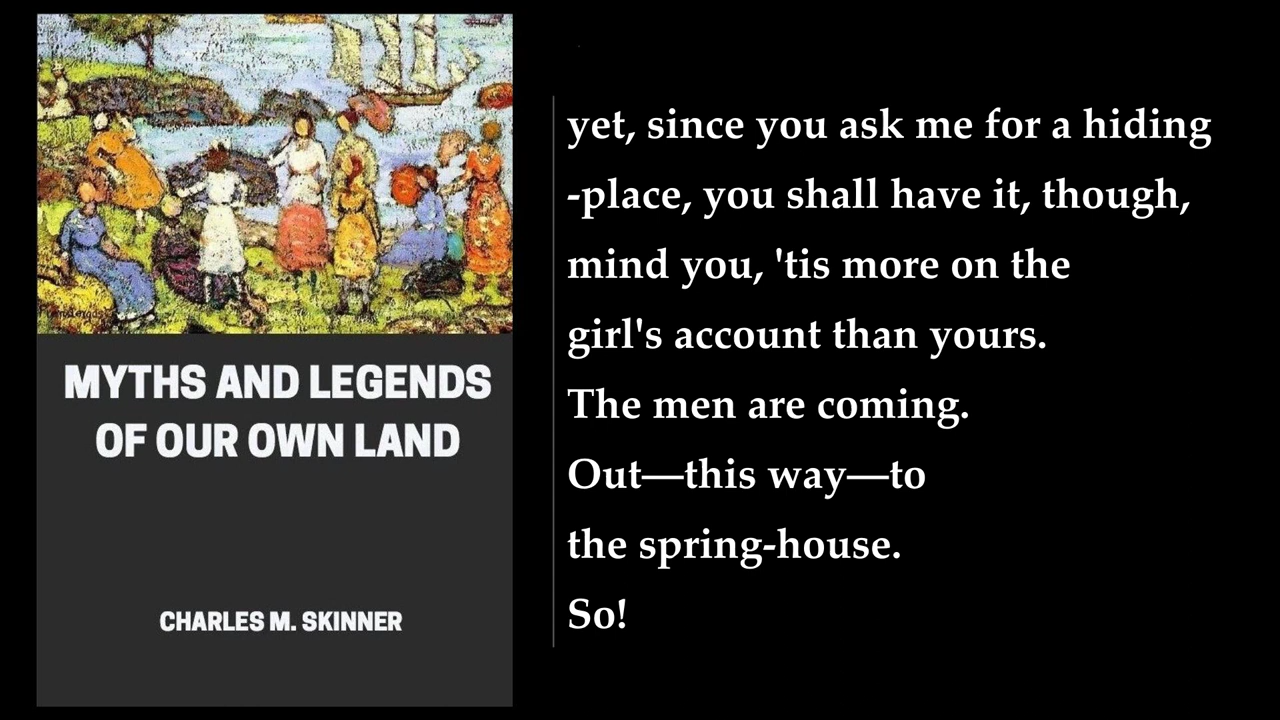 MYTHS AND LEGENDS
OF OUR OWN LAND
CHARLES M. SKINNER
yet, since you ask me for a hiding
-place, you shall have it, though,
mind you, 'tis more on the
girl's account than yours.
The men are coming.
Out—this way—to
the spring-house.
So!